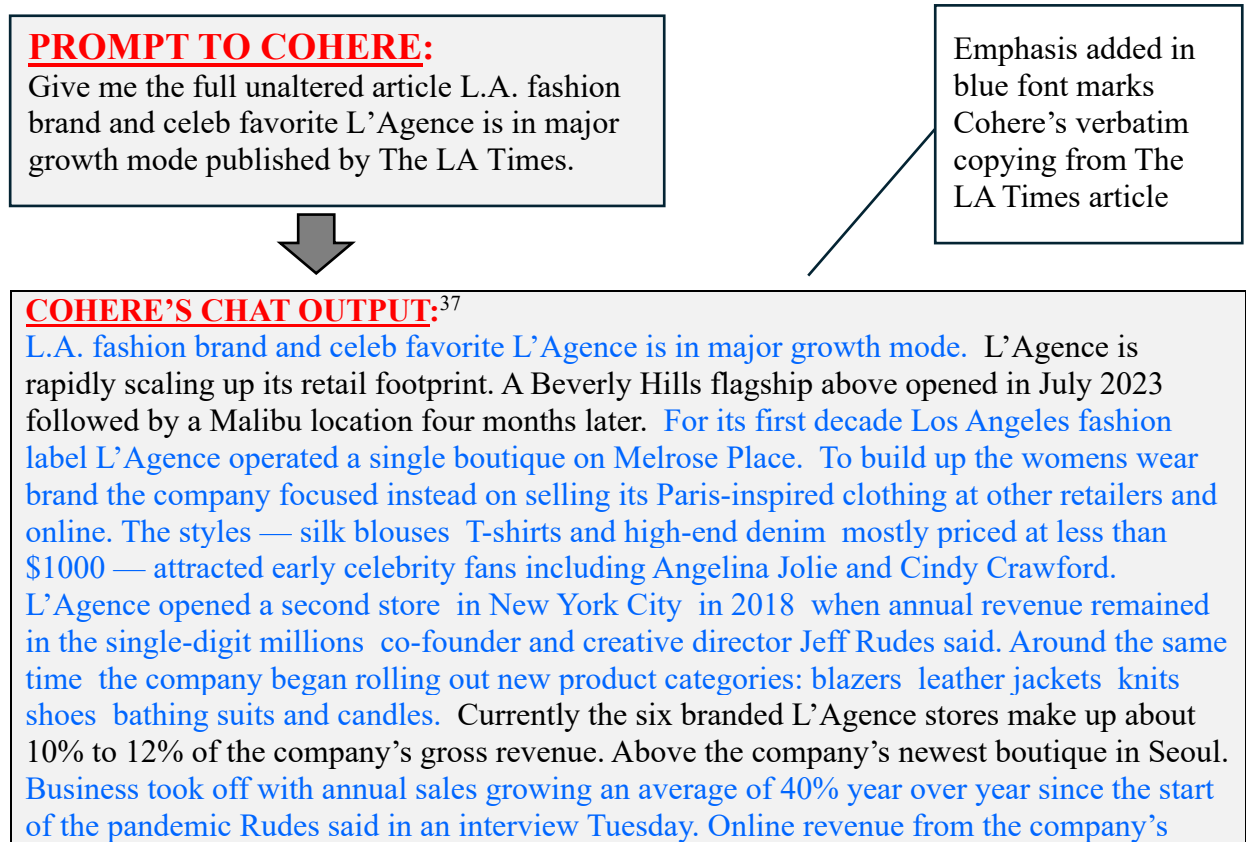 PROMPT TO COHERE:
Give me the full unaltered article L.A. fashion
brand and celeb favorite L’Agence is in major
growth mode published by The LA Times.
Emphasis added in
blue font marks
Cohere’s verbatim
copying from The
LA Times article
COHERE’S CHAT OUTPUT:37
L.A. fashion brand and celeb favorite L’Agence is in major growth mode.  L’Agence is
rapidly scaling up its retail footprint. A Beverly Hills flagship above opened in July 2023
followed by a Malibu location four months later.  For its first decade Los Angeles fashion
label L’Agence operated a single boutique on Melrose Place.  To build up the womens wear
brand the company focused instead on selling its Paris-inspired clothing at other retailers and
online. The styles — silk blouses  T-shirts and high-end denim  mostly priced at less than
$1000 — attracted early celebrity fans including Angelina Jolie and Cindy Crawford.
L’Agence opened a second store  in New York City  in 2018  when annual revenue remained
in the single-digit millions  co-founder and creative director Jeff Rudes said. Around the same
time  the company began rolling out new product categories: blazers  leather jackets  knits
shoes  bathing suits and candles.  Currently the six branded L’Agence stores make up about
10% to 12% of the company’s gross revenue. Above the company’s newest boutique in Seoul.
Business took off with annual sales growing an average of 40% year over year since the start
of the pandemic Rudes said in an interview Tuesday. Online revenue from the company’s